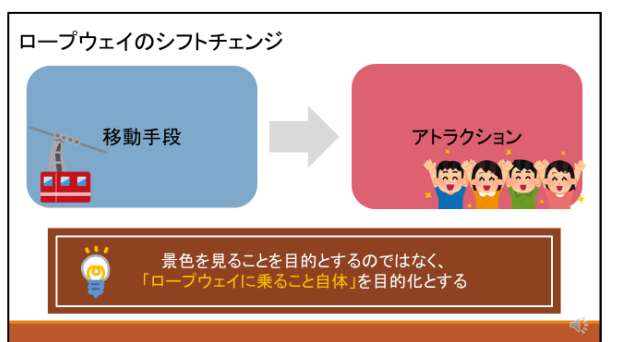 ロープウェイのシフトチェンジ
移動手段
アトラクション
景色を見ることを目的とするのではなく、
「ロープウェイに乗ること自体」を目的化とする